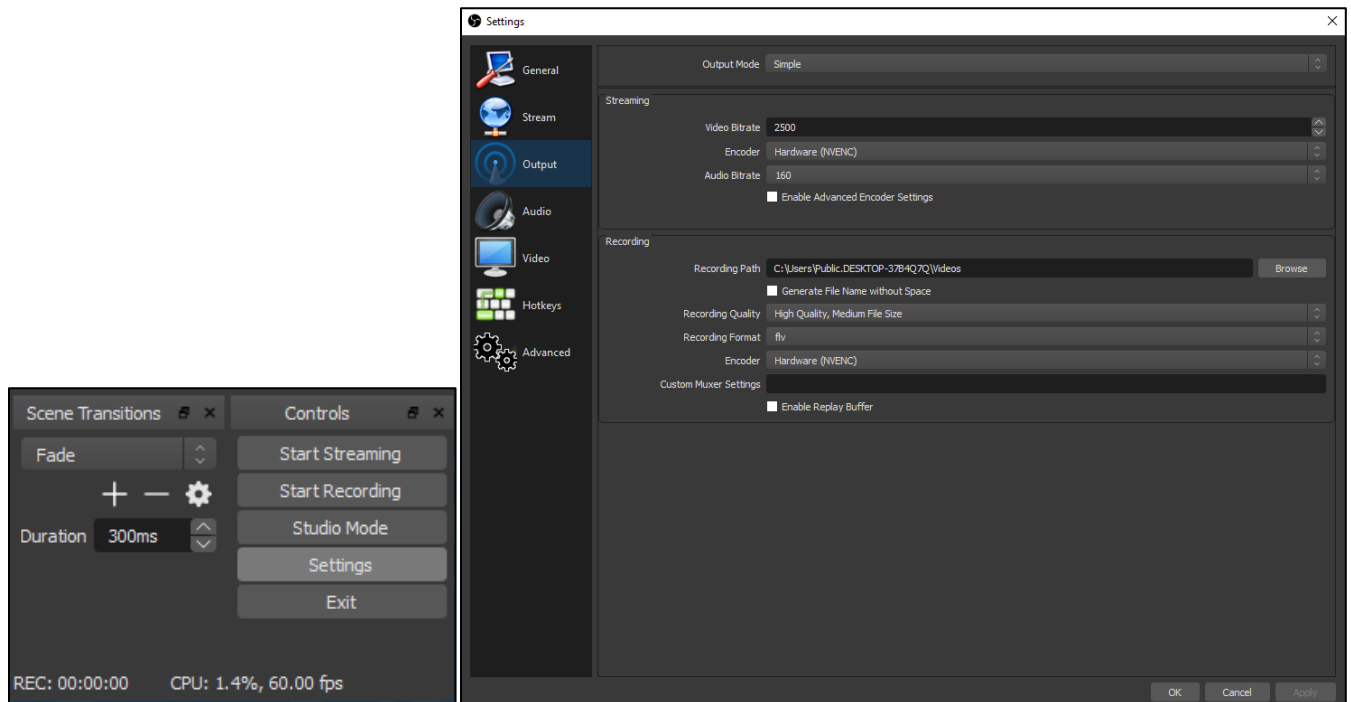 Settings
General
Stream
Output
Audio
Video
Hotkeys
Advanced
Output Mode Simple
Streaming
Video Bitrate 2500
Encoder Hardware (NVENC)
Audio Bitrate 160
Enable Advanced Encoder Settings
Recording
Recording Path C:\Users\Public.DESKTOP-37B4Q7Q\Videos Browse
Generate File Name without Space
Recording Quality High Quality, Medium File Size
Recording Format flv
Encoder Hardware (NVENC)
Custom Muxer Settings
Enable Replay Buffer
OK Cancel Apply
Scene Transitions
Fade
Duration 300ms
Controls
Start Streaming
Start Recording
Studio Mode
Settings
Exit
REC: 00:00:00 CPU: 1.4%, 60.00 fps